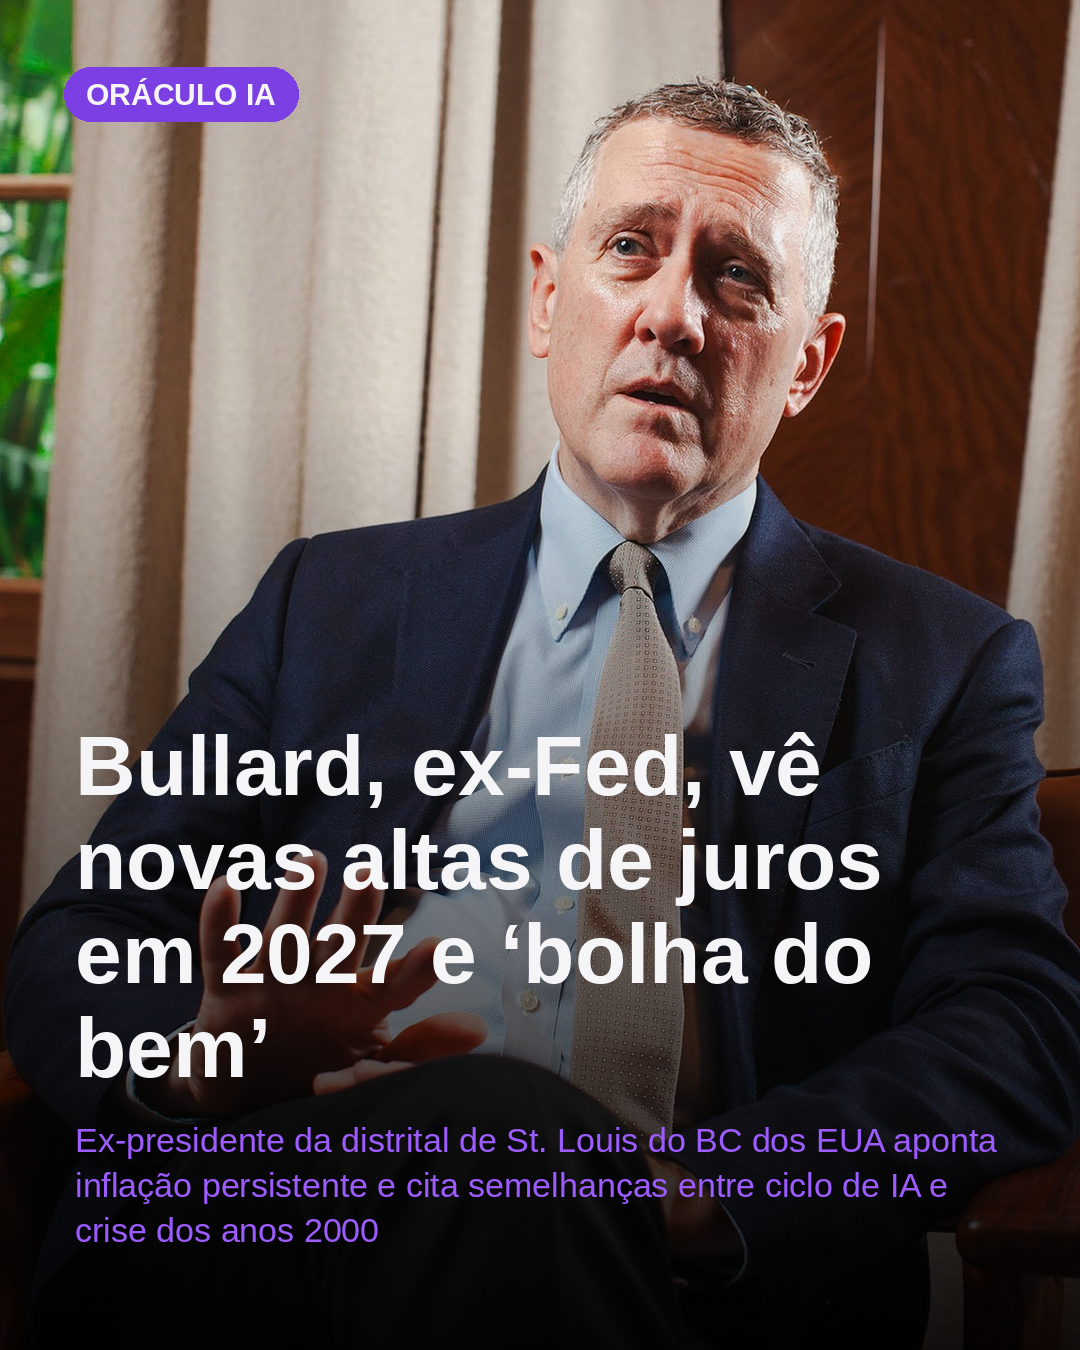 ORÁCULO IA
Bullard, ex-Fed, vê
novas altas de juros
em 2027 e ‘bolha do
bem’
Ex-presidente da distrital de St. Louis do BC dos EUA aponta
inflação persistente e cita semelhanças entre ciclo de IA e
crise dos anos 2000